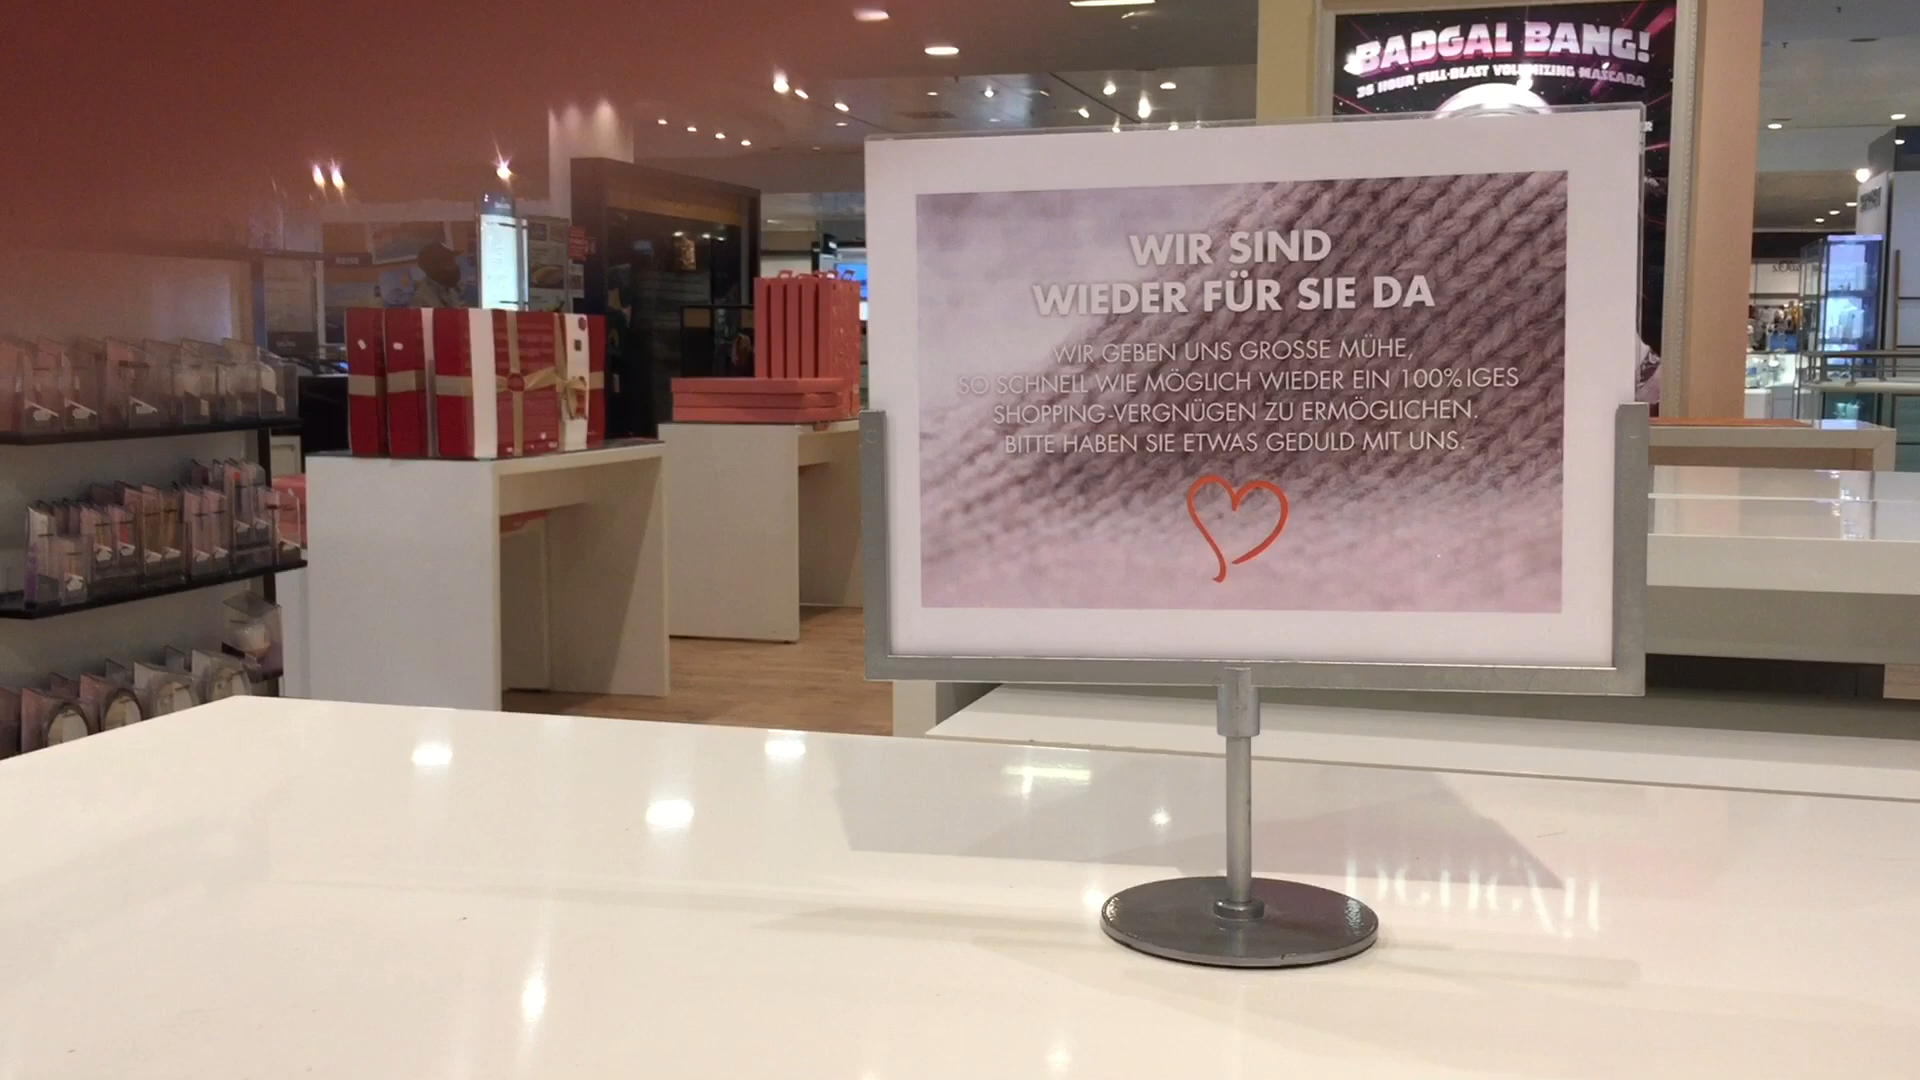 BADGAL BANG!
36 HOUR FULL-BLAST VOLUMIZING MASCARA
WIR SIND
WIEDER FÜR SIE DA
WIR GEBEN UNS GROSSE MÜHE,
SO SCHNELL WIE MÖGLICH WIEDER EIN 100%IGES
SHOPPING-VERGNÜGEN ZU ERMÖGLICHEN.
BITTE HABEN SIE ETWAS GEDULD MIT UNS.